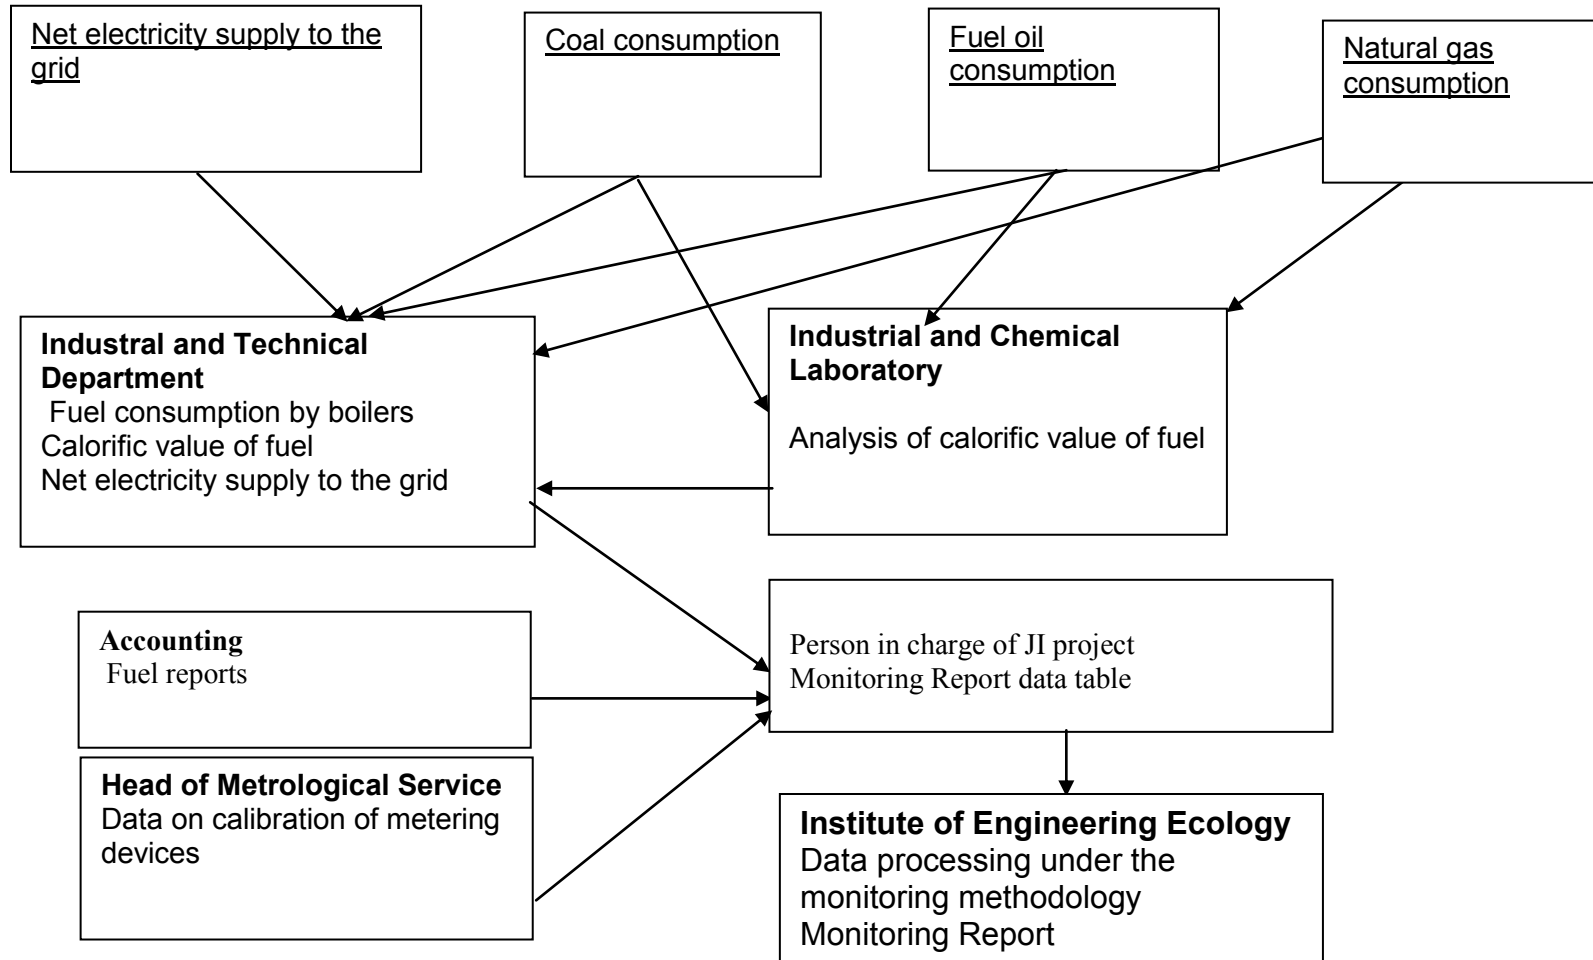 Net electricity supply to the
grid
Coal consumption
Fuel oil
consumption
Natural gas
consumption
Industral and Technical
Department
Fuel consumption by boilers
Calorific value of fuel
Net electricity supply to the grid
Industrial and Chemical
Laboratory
Analysis of calorific value of fuel
Accounting
Fuel reports
Person in charge of JI project
Monitoring Report data table
Head of Metrological Service
Data on calibration of metering
devices
Institute of Engineering Ecology
Data processing under the
monitoring methodology
Monitoring Report